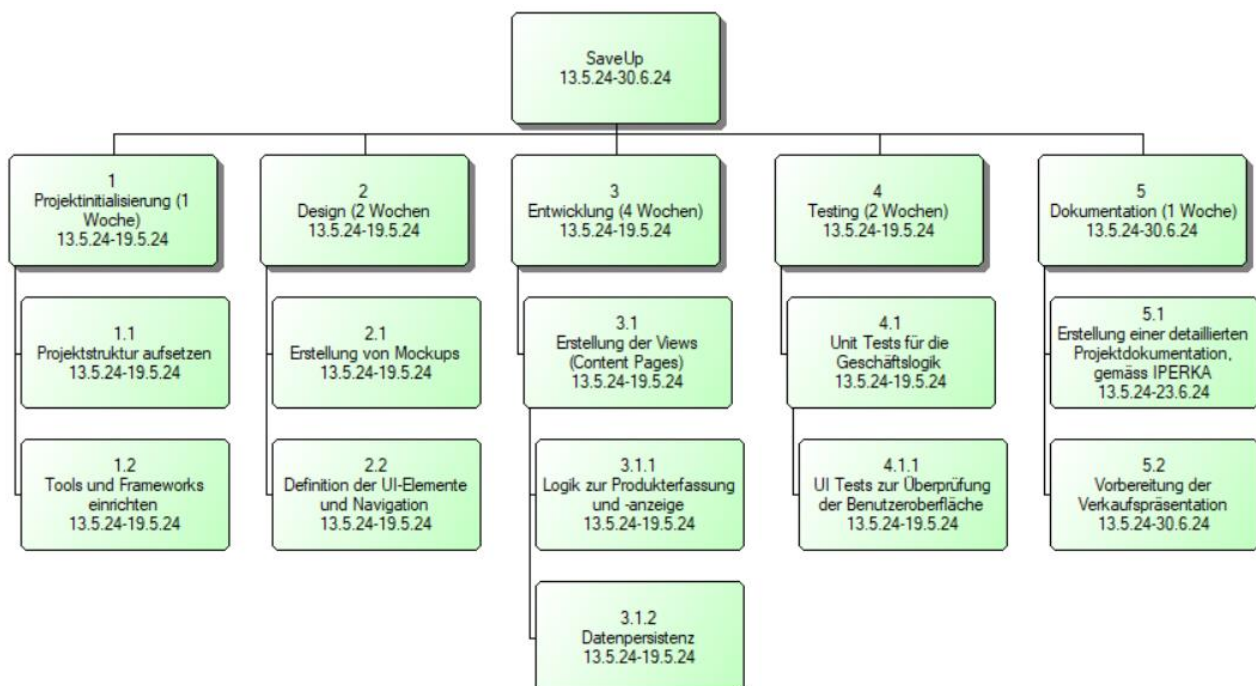 SaveUp
13.5.24-30.6.24
1
Projektinitialisierung (1
Woche)
13.5.24-19.5.24
2
Design (2 Wochen
13.5.24-19.5.24
3
Entwicklung (4 Wochen)
13.5.24-19.5.24
4
Testing (2 Wochen)
13.5.24-19.5.24
5
Dokumentation (1 Woche)
13.5.24-30.6.24
1.1
Projektstruktur aufsetzen
13.5.24-19.5.24
2.1
Erstellung von Mockups
13.5.24-19.5.24
3.1
Erstellung der Views
(Content Pages)
13.5.24-19.5.24
4.1
Unit Tests für die
Geschäftslogik
13.5.24-19.5.24
5.1
Erstellung einer detaillierten
Projektdokumentation,
gemäss IPERKA
13.5.24-23.6.24
1.2
Tools und Frameworks
einrichten
13.5.24-19.5.24
2.2
Definition der UI-Elemente
und Navigation
13.5.24-19.5.24
3.1.1
Logik zur Produkterfassung
und -anzeige
13.5.24-19.5.24
4.1.1
UI Tests zur Überprüfung
der Benutzeroberfläche
13.5.24-19.5.24
5.2
Vorbereitung der
Verkaufspräsentation
13.5.24-30.6.24
3.1.2
Datenpersistenz
13.5.24-19.5.24